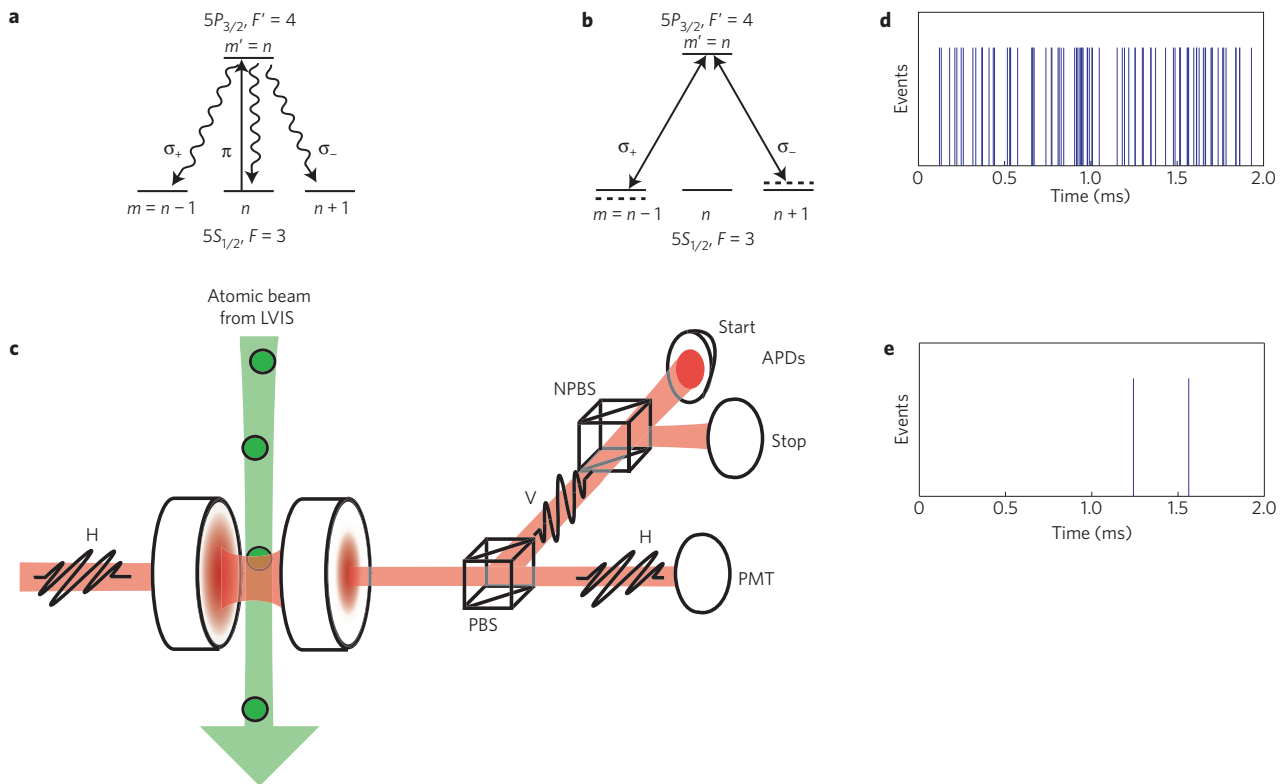 a
5P3/2, F′ = 4
m′ = n
σ+
π
σ−
m = n − 1
n
n + 1
5S1/2, F = 3
b
5P3/2, F′ = 4
m′ = n
σ+
σ−
m = n − 1
n
n + 1
5S1/2, F = 3
d
Events
0
0.5
1.0
1.5
2.0
Time (ms)
c
Atomic beam
from LVIS
H
PBS
V
NPBS
Start
APDs
Stop
H
PMT
e
Events
0
0.5
1.0
1.5
2.0
Time (ms)